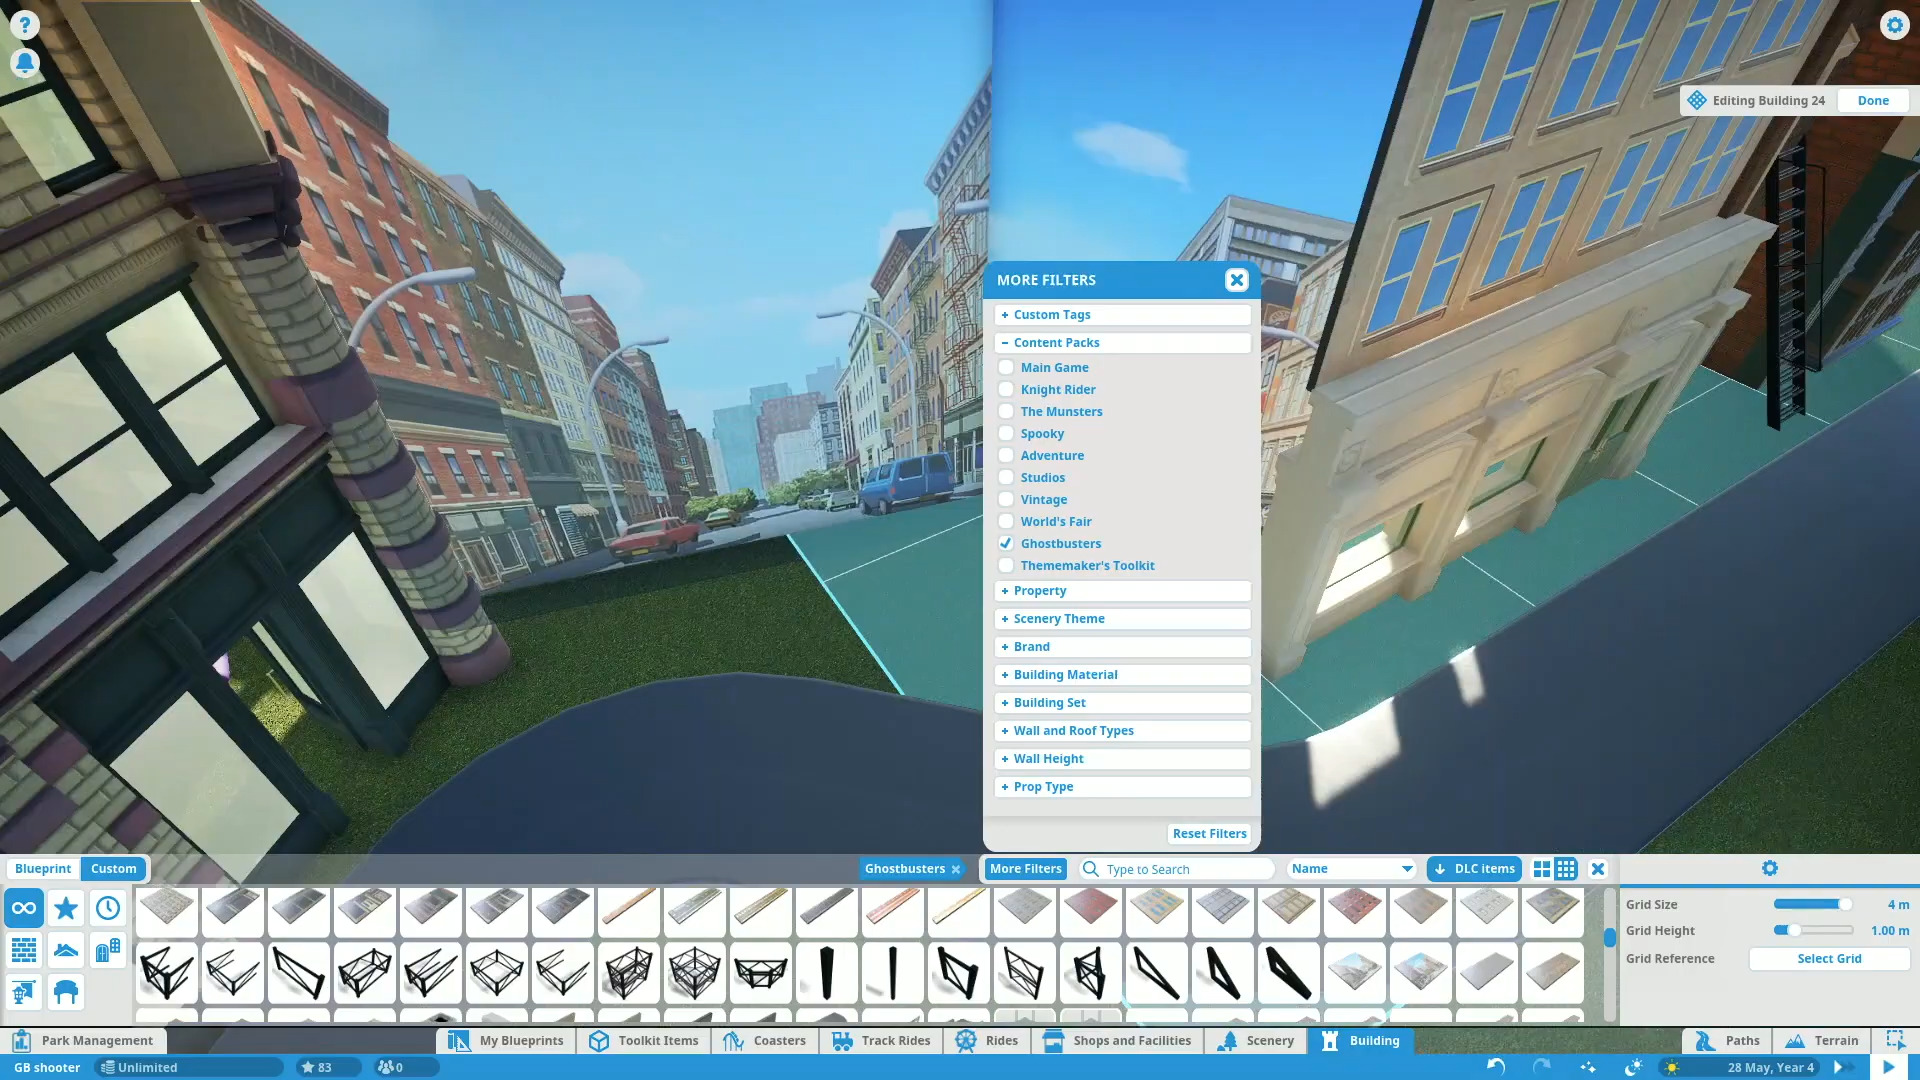 ?
Editing Building 24
Done
MORE FILTERS
+ Custom Tags
− Content Packs
Main Game
Knight Rider
The Munsters
Spooky
Adventure
Studios
Vintage
World's Fair
Ghostbusters
Thememaker's Toolkit
+ Property
+ Scenery Theme
+ Brand
+ Building Material
+ Building Set
+ Wall and Roof Types
+ Wall Height
+ Prop Type
Reset Filters
Blueprint
Custom
Ghostbusters ×
More Filters
Type to Search
Name
DLC items
Grid Size
4 m
Grid Height
1.00 m
Grid Reference
Select Grid
Park Management
My Blueprints
Toolkit Items
Coasters
Track Rides
Rides
Shops and Facilities
Scenery
Building
Paths
Terrain
GB shooter
Unlimited
83
0
28 May, Year 4